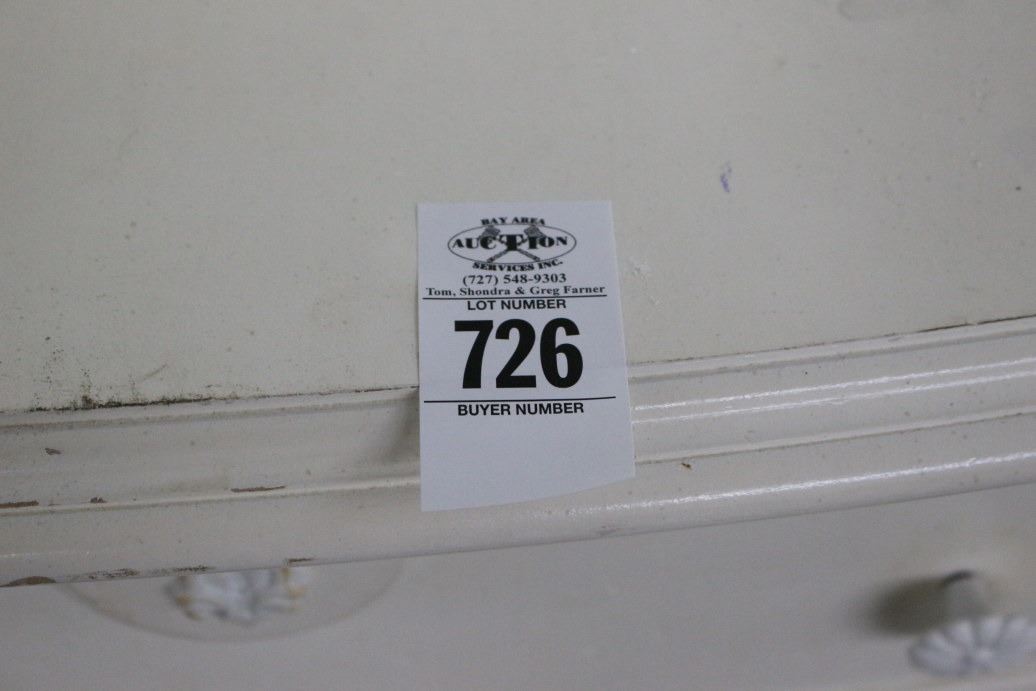 BAY AREA
AUCTION
SERVICES INC.
(727) 548-9303
Tom, Shondra & Greg Farner
LOT NUMBER
726
BUYER NUMBER